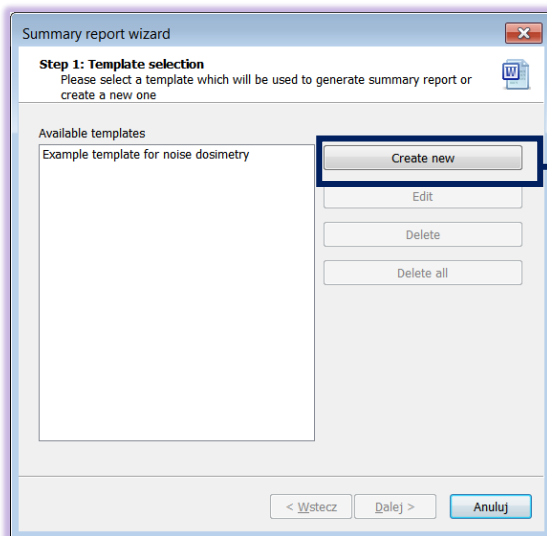 Summary report wizard
Step 1: Template selection
Please select a template which will be used to generate summary report or
create a new one
Available templates
Example template for noise dosimetry
Create new
Edit
Delete
Delete all
< Wstecz
Dalej >
Anuluj